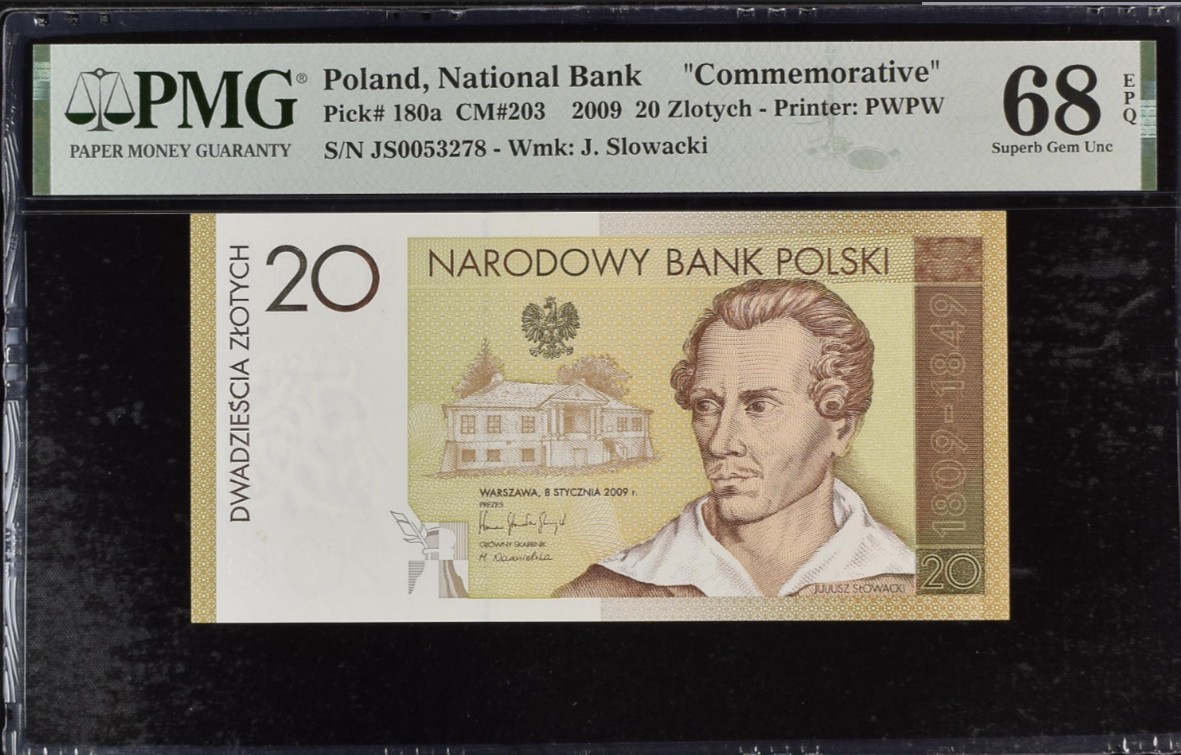 PMG®
PAPER MONEY GUARANTY
Poland, National Bank "Commemorative"
Pick# 180a CM#203 2009 20 Zlotych - Printer: PWPW
S/N JS0053278 - Wmk: J. Slowacki
68
EPQ
Superb Gem Unc
DWADZIEŚCIA ZŁOTYCH
20
NARODOWY BANK POLSKI
1809-1849
WARSZAWA, 8 STYCZNIA 2009 r.
PREZES
GŁÓWNY SKARBNIK
JULIUSZ SŁOWACKI
20